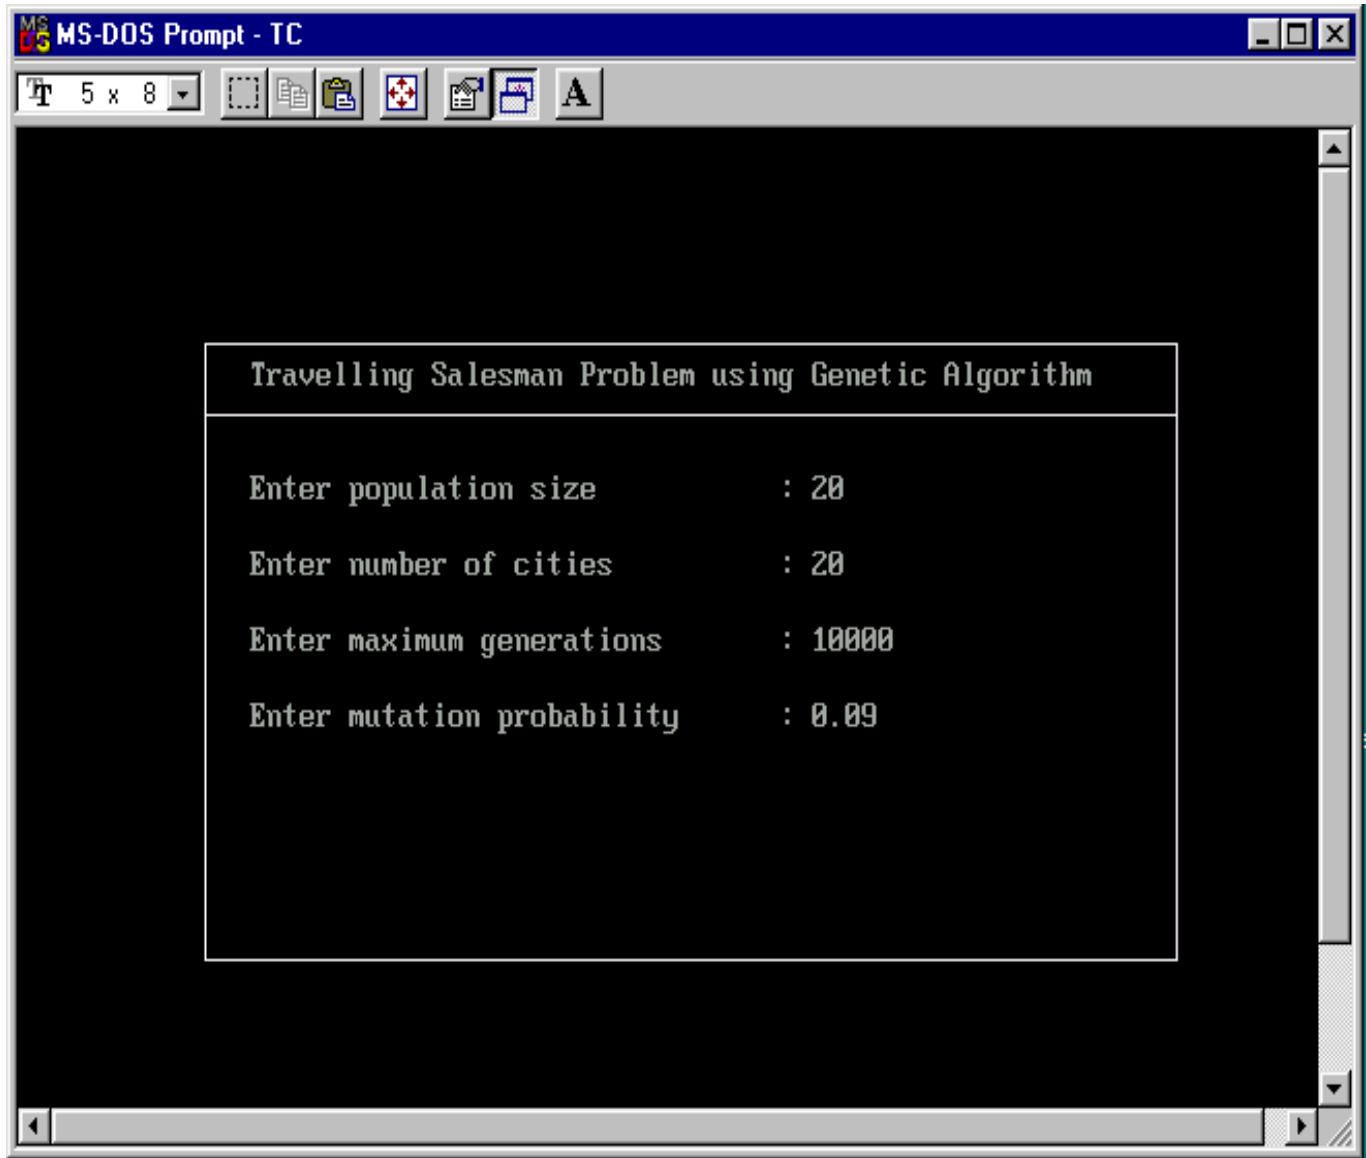 MS-DOS Prompt - TC
5 x 8
A
Travelling Salesman Problem using Genetic Algorithm
Enter population size : 20
Enter number of cities : 20
Enter maximum generations : 10000
Enter mutation probability : 0.09